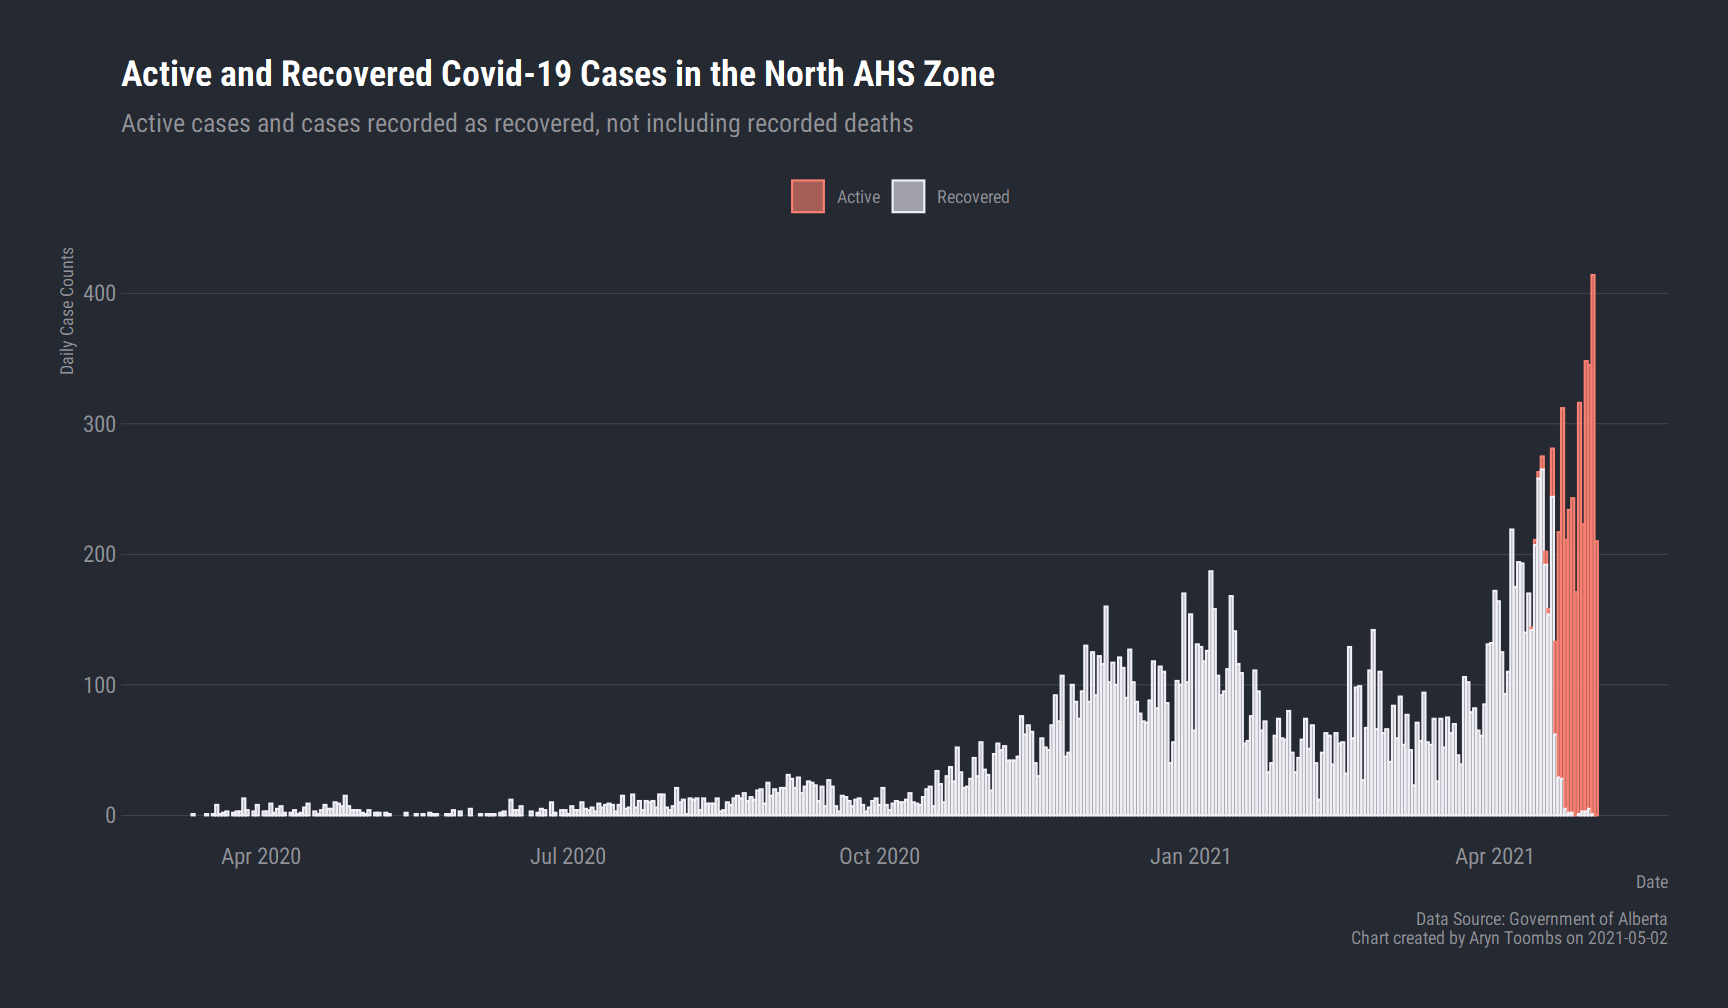 Active and Recovered Covid-19 Cases in the North AHS Zone
Active cases and cases recorded as recovered, not including recorded deaths
Active
Recovered
Daily Case Counts
400
300
200
100
0
Apr 2020
Jul 2020
Oct 2020
Jan 2021
Apr 2021
Date
Data Source: Government of Alberta
Chart created by Aryn Toombs on 2021-05-02